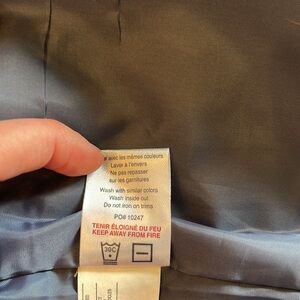 avec les mêmes couleurs
Laver à l'envers
Ne pas repasser
sur les garnitures
Wash with similar colors
Wash inside out
Do not iron on trims
PO# 10247
TENIR ÉLOIGNÉ DU FEU
KEEP AWAY FROM FIRE
30C